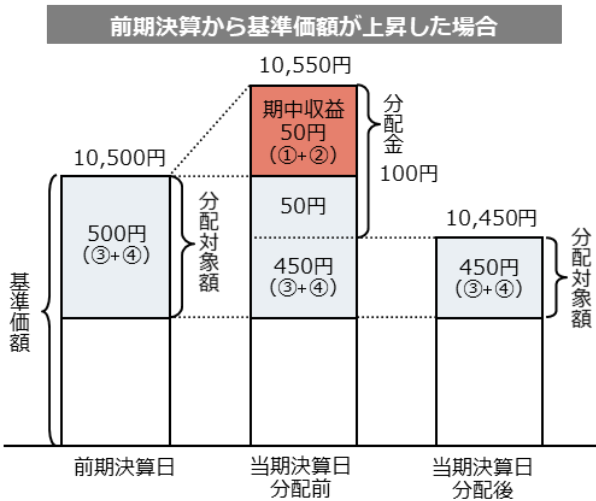 前期決算から基準価額が上昇した場合
10,550円
期中収益
50円
(①+②)
分配金
100円
10,500円
500円
(③+④)
分配対象額
50円
450円
(③+④)
10,450円
450円
(③+④)
分配対象額
基準価額
前期決算日
当期決算日
分配前
当期決算日
分配後